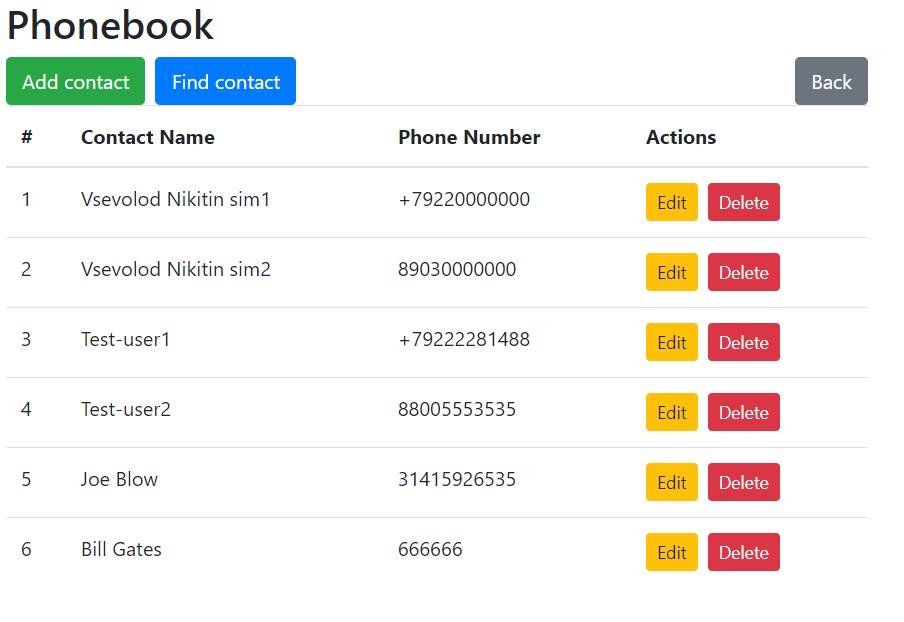 Phonebook
Add contact Find contact Back
# Contact Name Phone Number Actions
1 Vsevolod Nikitin sim1 +79220000000 Edit Delete
2 Vsevolod Nikitin sim2 89030000000 Edit Delete
3 Test-user1 +79222281488 Edit Delete
4 Test-user2 88005553535 Edit Delete
5 Joe Blow 31415926535 Edit Delete
6 Bill Gates 666666 Edit Delete